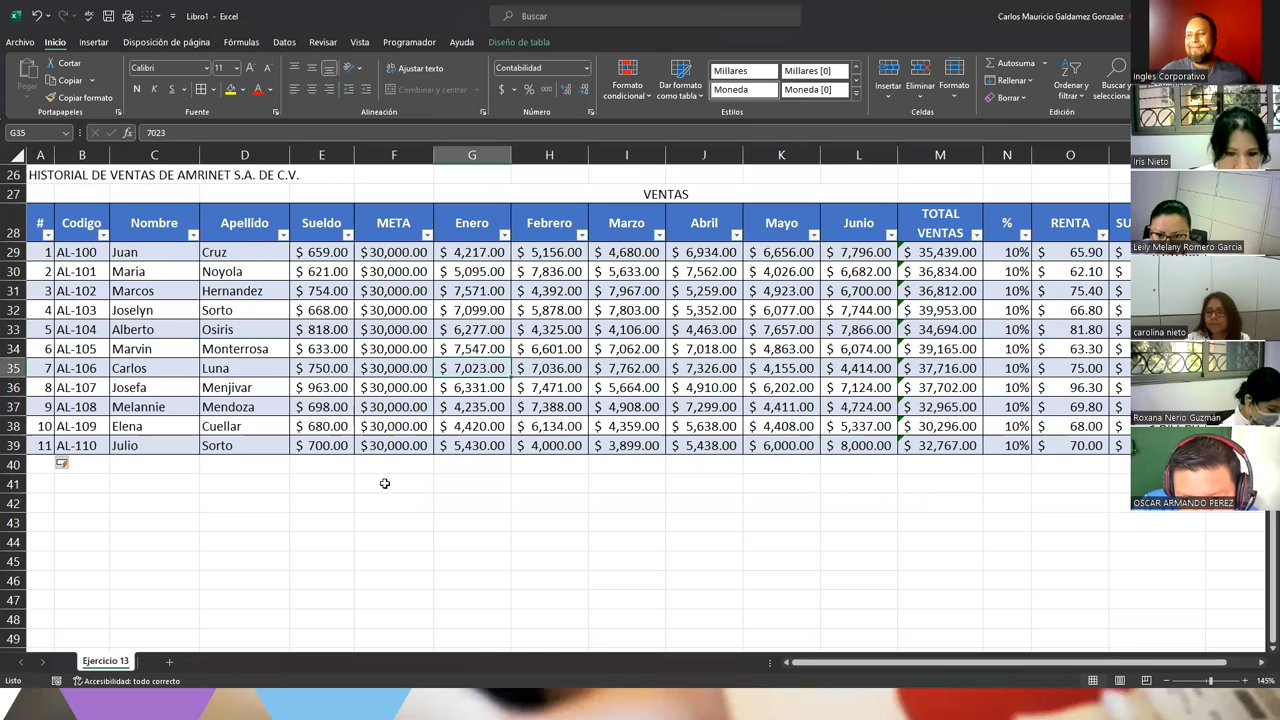 Libro1 - Excel
Buscar
Carlos Mauricio Galdamez Gonzalez
Archivo Inicio Insertar Disposición de página Fórmulas Datos Revisar Vista Programador Ayuda Diseño de tabla
Pegar
Cortar
Copiar
Copiar formato
Portapapeles
Calibri 11
N K S
Fuente
Ajustar texto
Combinar y centrar
Alineación
Contabilidad
$ % 000
Número
Formato condicional
Dar formato como tabla
Millares Millares [0]
Moneda Moneda [0]
Estilos
Insertar Eliminar Formato
Celdas
Autosuma
Rellenar
Borrar
Ordenar y filtrar
Buscar y
G35 fx 7023
A B C D E F G H I J K L M N O
26 HISTORIAL DE VENTAS DE AMRINET S.A. DE C.V.
27 VENTAS
28 # Codigo Nombre Apellido Sueldo META Enero Febrero Marzo Abril Mayo Junio TOTAL VENTAS % RENTA SU
29 1 AL-100 Juan Cruz $ 659.00 $30,000.00 $ 4,217.00 $ 5,156.00 $ 4,680.00 $ 6,934.00 $ 6,656.00 $ 7,796.00 $ 35,439.00 10% $ 65.90 $
30 2 AL-101 Maria Noyola $ 621.00 $30,000.00 $ 5,095.00 $ 7,836.00 $ 5,633.00 $ 7,562.00 $ 4,026.00 $ 6,682.00 $ 36,834.00 10% $ 62.10 $
31 3 AL-102 Marcos Hernandez $ 754.00 $30,000.00 $ 7,571.00 $ 4,392.00 $ 7,967.00 $ 5,259.00 $ 4,923.00 $ 6,700.00 $ 36,812.00 10% $ 75.40 $
32 4 AL-103 Joselyn Sorto $ 668.00 $30,000.00 $ 7,099.00 $ 5,878.00 $ 7,803.00 $ 5,352.00 $ 6,077.00 $ 7,744.00 $ 39,953.00 10% $ 66.80 $
33 5 AL-104 Alberto Osiris $ 818.00 $30,000.00 $ 6,277.00 $ 4,325.00 $ 4,106.00 $ 4,463.00 $ 7,657.00 $ 7,866.00 $ 34,694.00 10% $ 81.80 $
34 6 AL-105 Marvin Monterrosa $ 633.00 $30,000.00 $ 7,547.00 $ 6,601.00 $ 7,062.00 $ 7,018.00 $ 4,863.00 $ 6,074.00 $ 39,165.00 10% $ 63.30 $
35 7 AL-106 Carlos Luna $ 750.00 $30,000.00 $ 7,023.00 $ 7,036.00 $ 7,762.00 $ 7,326.00 $ 4,155.00 $ 4,414.00 $ 37,716.00 10% $ 75.00 $
36 8 AL-107 Josefa Menjivar $ 963.00 $30,000.00 $ 6,331.00 $ 7,471.00 $ 5,664.00 $ 4,910.00 $ 6,202.00 $ 7,124.00 $ 37,702.00 10% $ 96.30 $
37 9 AL-108 Melannie Mendoza $ 698.00 $30,000.00 $ 4,235.00 $ 7,388.00 $ 4,908.00 $ 7,299.00 $ 4,411.00 $ 4,724.00 $ 32,965.00 10% $ 69.80 $
38 10 AL-109 Elena Cuellar $ 680.00 $30,000.00 $ 4,420.00 $ 6,134.00 $ 4,359.00 $ 5,638.00 $ 4,408.00 $ 5,337.00 $ 30,296.00 10% $ 68.00 $
39 11 AL-110 Julio Sorto $ 700.00 $30,000.00 $ 5,430.00 $ 4,000.00 $ 3,899.00 $ 5,438.00 $ 6,000.00 $ 8,000.00 $ 32,767.00 10% $ 70.00 $
40
41
42
43
44
45
46
47
48
49
Ejercicio 13
Listo Accesibilidad: todo correcto 145%
Ingles Corporativo
Iris Nieto
Leily Melany Romero Garcia
carolina nieto
Roxana Nerio Guzmán
OSCAR ARMANDO PEREZ